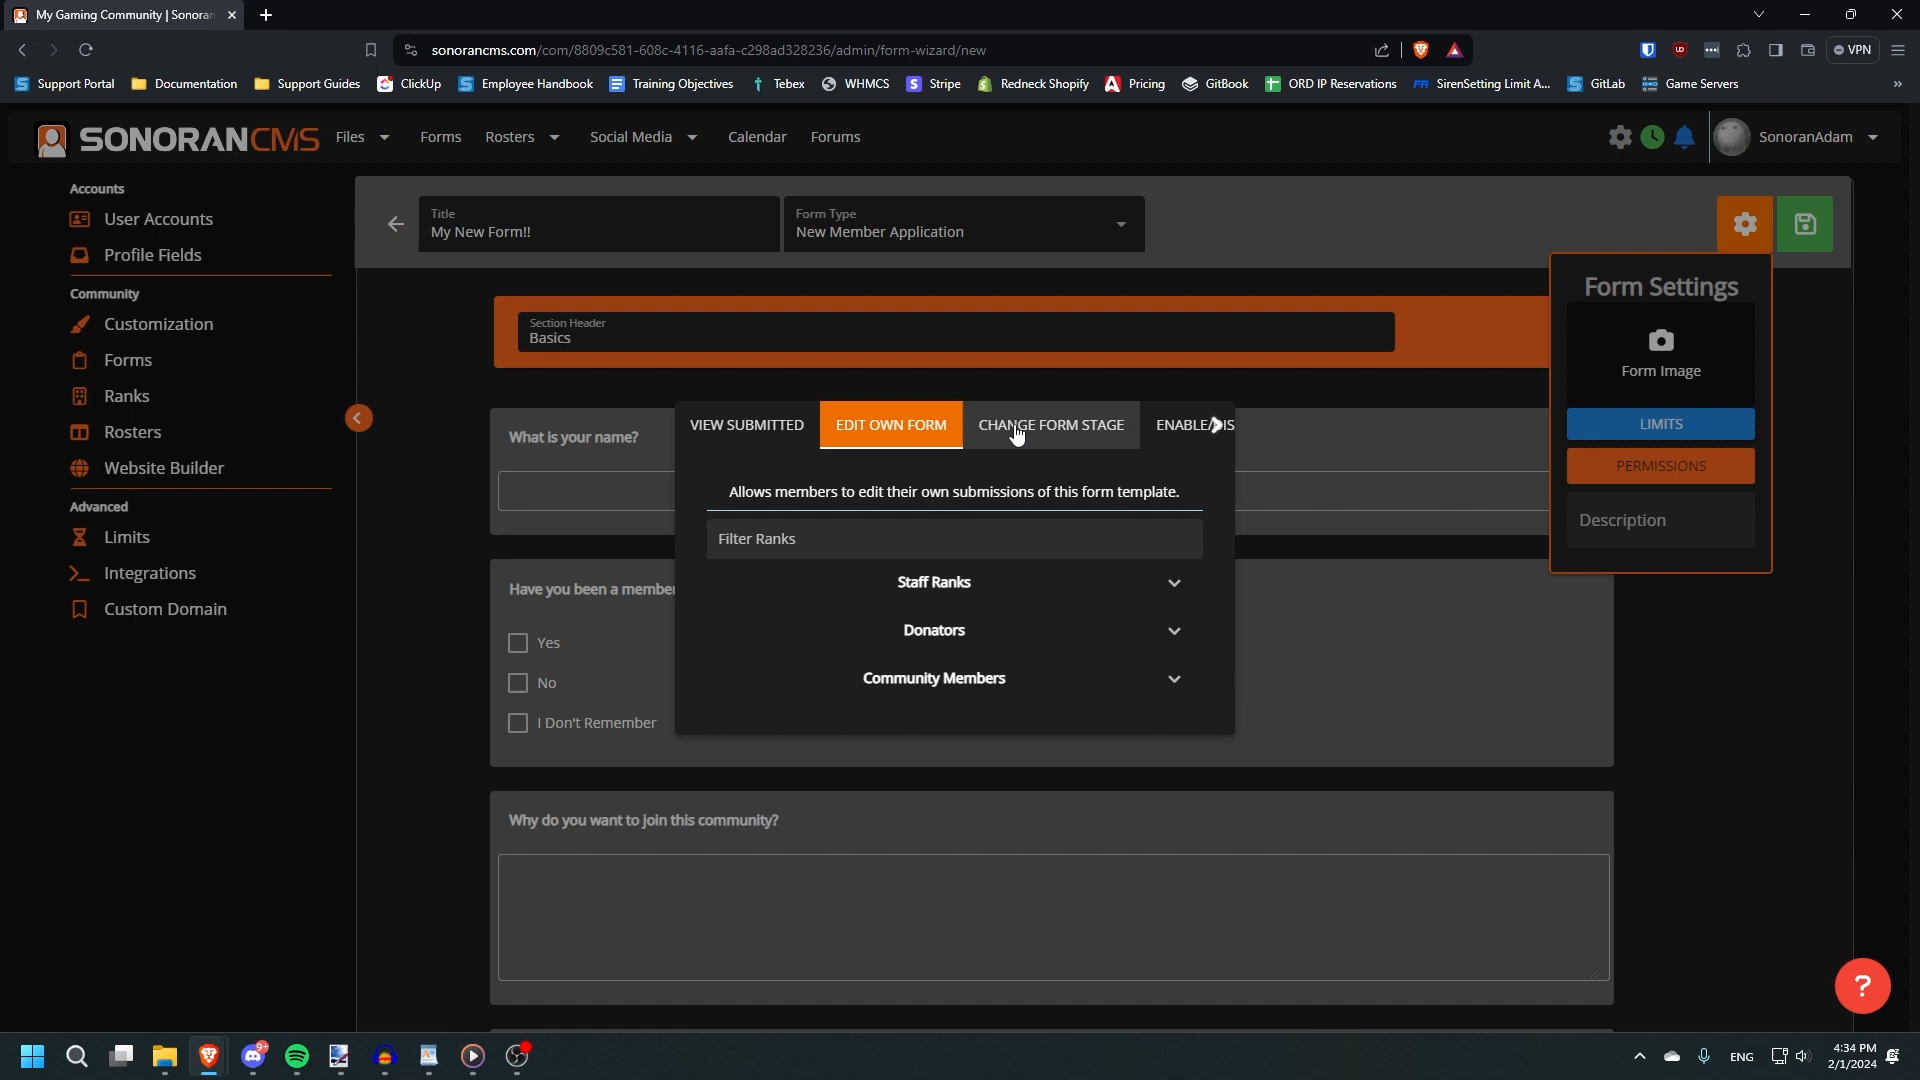 My Gaming Community | Sonoran
sonorancms.com/com/8809c581-608c-4116-aafa-c298ad328236/admin/form-wizard/new
VPN
Support Portal
Documentation
Support Guides
ClickUp
Employee Handbook
Training Objectives
Tebex
WHMCS
Stripe
Redneck Shopify
Pricing
GitBook
ORD IP Reservations
SirenSetting Limit A...
GitLab
Game Servers
SONORANCMS
Files
Forms
Rosters
Social Media
Calendar
Forums
SonoranAdam
Accounts
User Accounts
Profile Fields
Community
Customization
Forms
Ranks
Rosters
Website Builder
Advanced
Limits
Integrations
Custom Domain
Title
My New Form!!
Form Type
New Member Application
Section Header
Basics
Form Settings
Form Image
LIMITS
PERMISSIONS
Description
VIEW SUBMITTED
EDIT OWN FORM
CHANGE FORM STAGE
Allows members to edit their own submissions of this form template.
Filter Ranks
Staff Ranks
Donators
Community Members
What is your name?
Have you been a member
Yes
No
I Don't Remember
Why do you want to join this community?
?
9+
ENG
4:34 PM
2/1/2024